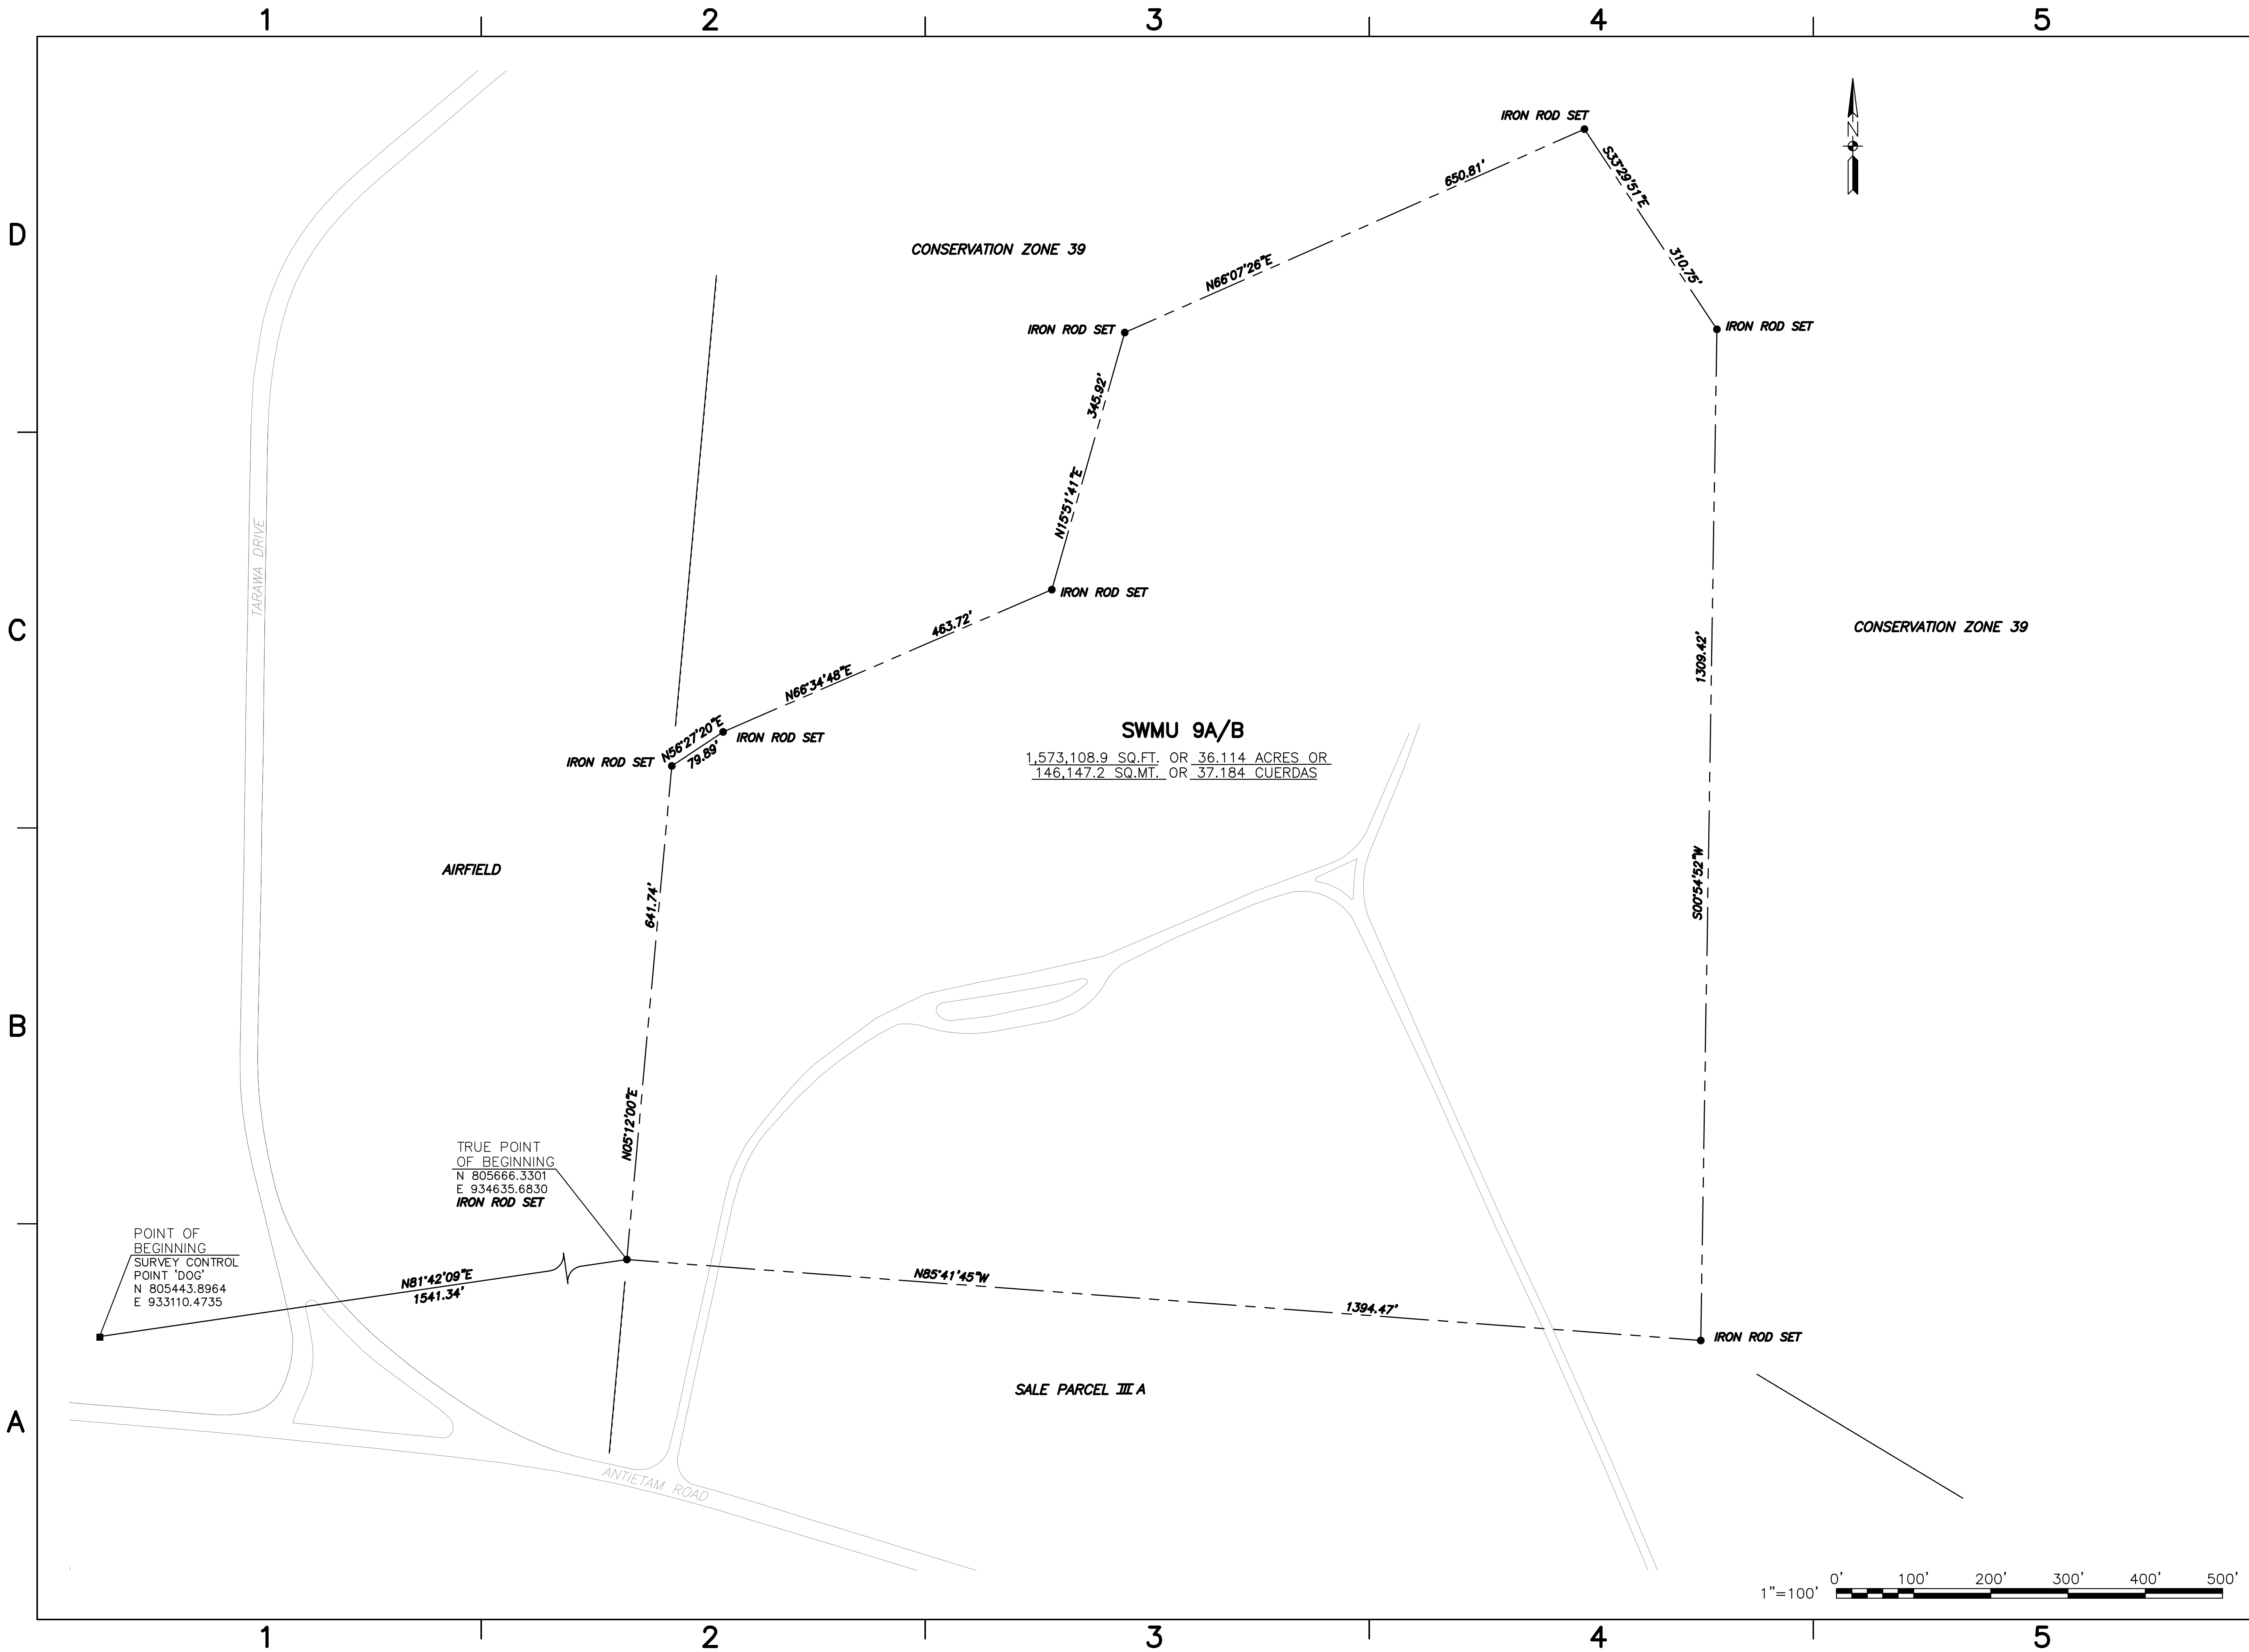 1 2 3 4 5
IRON ROD SET
N
650.81'
S33°29'51"E
D
CONSERVATION ZONE 39
N66°07'26"E
310.75'
IRON ROD SET
IRON ROD SET
345.92'
N15°51'41"E
TARAWA DRIVE
IRON ROD SET
C
463.72'
CONSERVATION ZONE 39
1309.42'
N66°34'48"E
N56°27'20"E
79.89'
IRON ROD SET
IRON ROD SET
SWMU 9A/B
1,573,108.9 SQ.FT. OR 36.114 ACRES OR
146,147.2 SQ.MT. OR 37.184 CUERDAS
AIRFIELD
641.74'
S00°54'52"W
B
N05°12'00"E
TRUE POINT
OF BEGINNING
N 805666.3301
E 934635.6830
IRON ROD SET
POINT OF
BEGINNING
SURVEY CONTROL
POINT 'DOG'
N 805443.8964
E 933110.4735
N81°42'09"E
1541.34'
N85°41'45"W
1394.47'
IRON ROD SET
SALE PARCEL III A
A
ANTIETAM ROAD
1"=100'
0' 100' 200' 300' 400' 500'
1 2 3 4 5